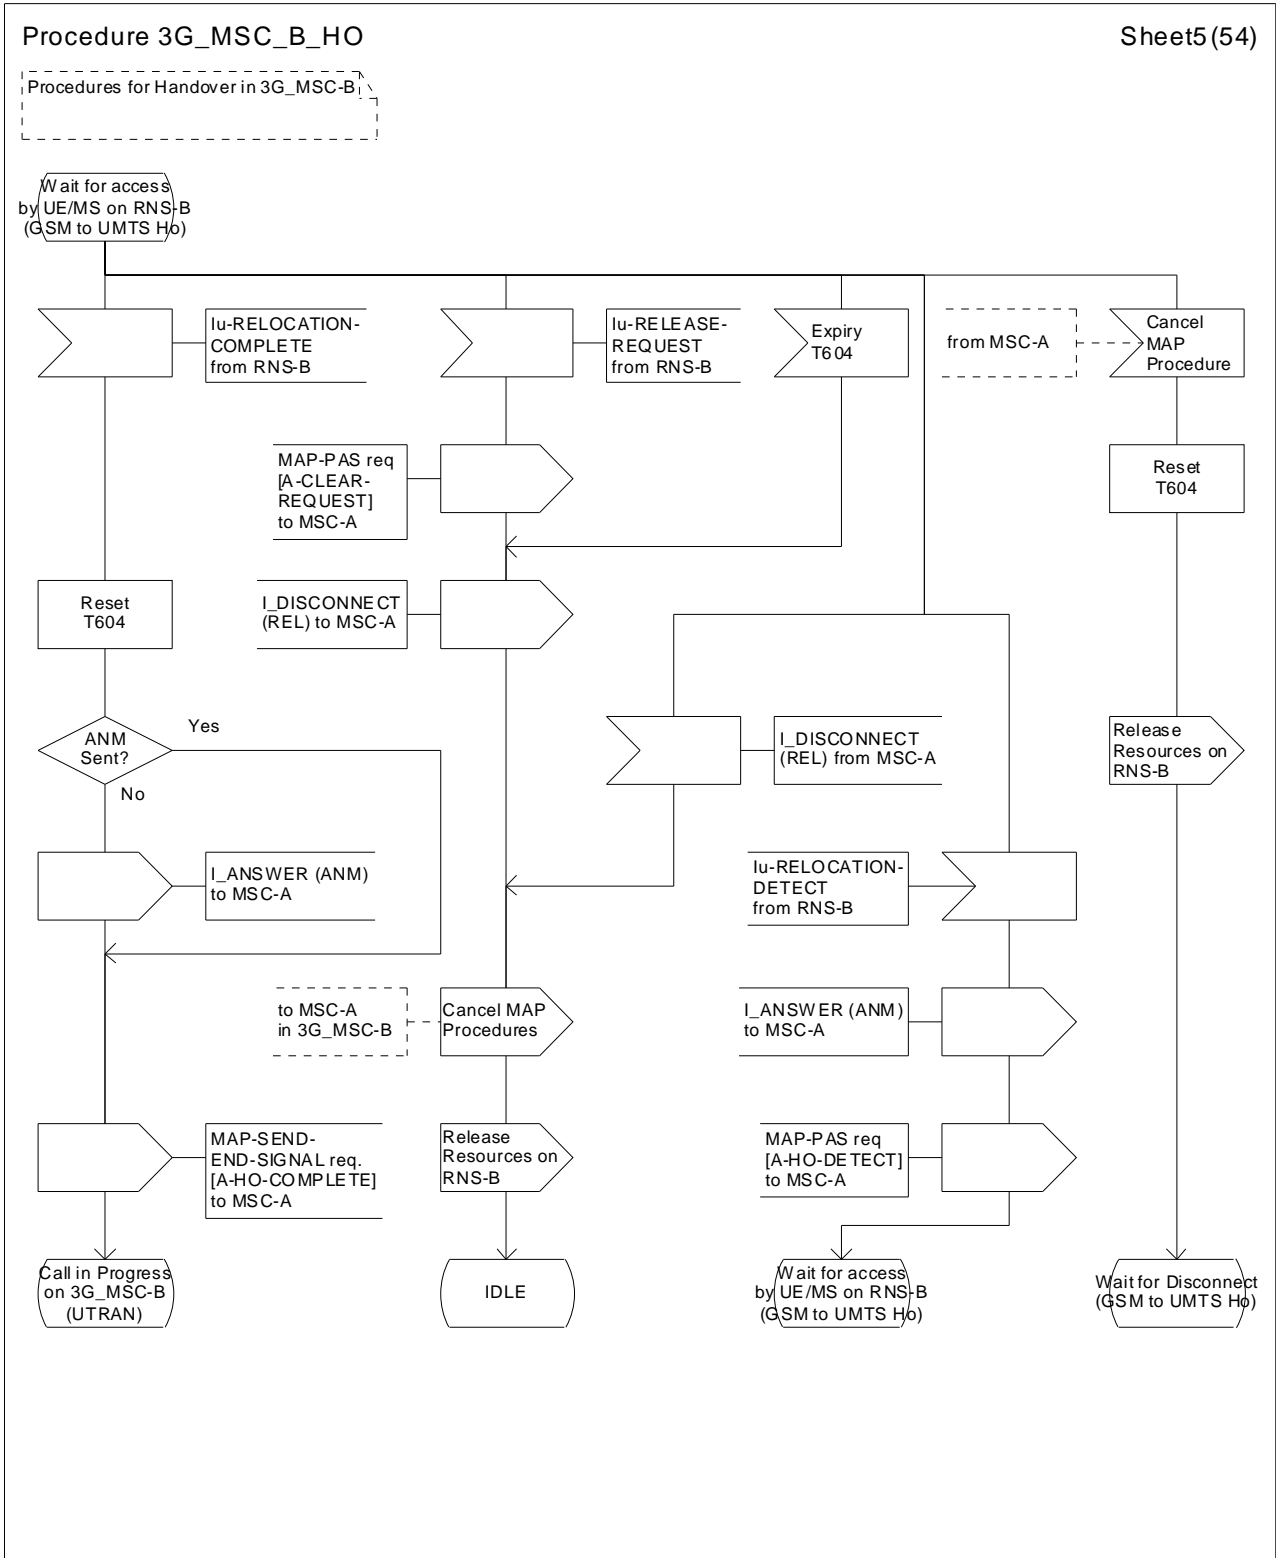 Procedure 3G_MSC_B_HO
Sheet5(54)
Procedures for Handover in 3G_MSC-B
Wait for access
by UE/MS on RNS-B
(GSM to UMTS Ho)
Iu-RELOCATION-
COMPLETE
from RNS-B
Iu-RELEASE-
REQUEST
from RNS-B
Expiry
T604
from MSC-A
Cancel
MAP
Procedure
MAP-PAS req
[A-CLEAR-
REQUEST]
to MSC-A
Reset
T604
Reset
T604
I_DISCONNECT
(REL) to MSC-A
ANM
Sent?
Yes
No
I_DISCONNECT
(REL) from MSC-A
Release
Resources on
RNS-B
I_ANSWER (ANM)
to MSC-A
Iu-RELOCATION-
DETECT
from RNS-B
to MSC-A
in 3G_MSC-B
Cancel MAP
Procedures
I_ANSWER (ANM)
to MSC-A
MAP-SEND-
END-SIGNAL req.
[A-HO-COMPLETE]
to MSC-A
Release
Resources on
RNS-B
MAP-PAS req
[A-HO-DETECT]
to MSC-A
Call in Progress
on 3G_MSC-B
(UTRAN)
IDLE
Wait for access
by UE/MS on RNS-B
(GSM to UMTS Ho)
Wait for Disconnect
(GSM to UMTS Ho)